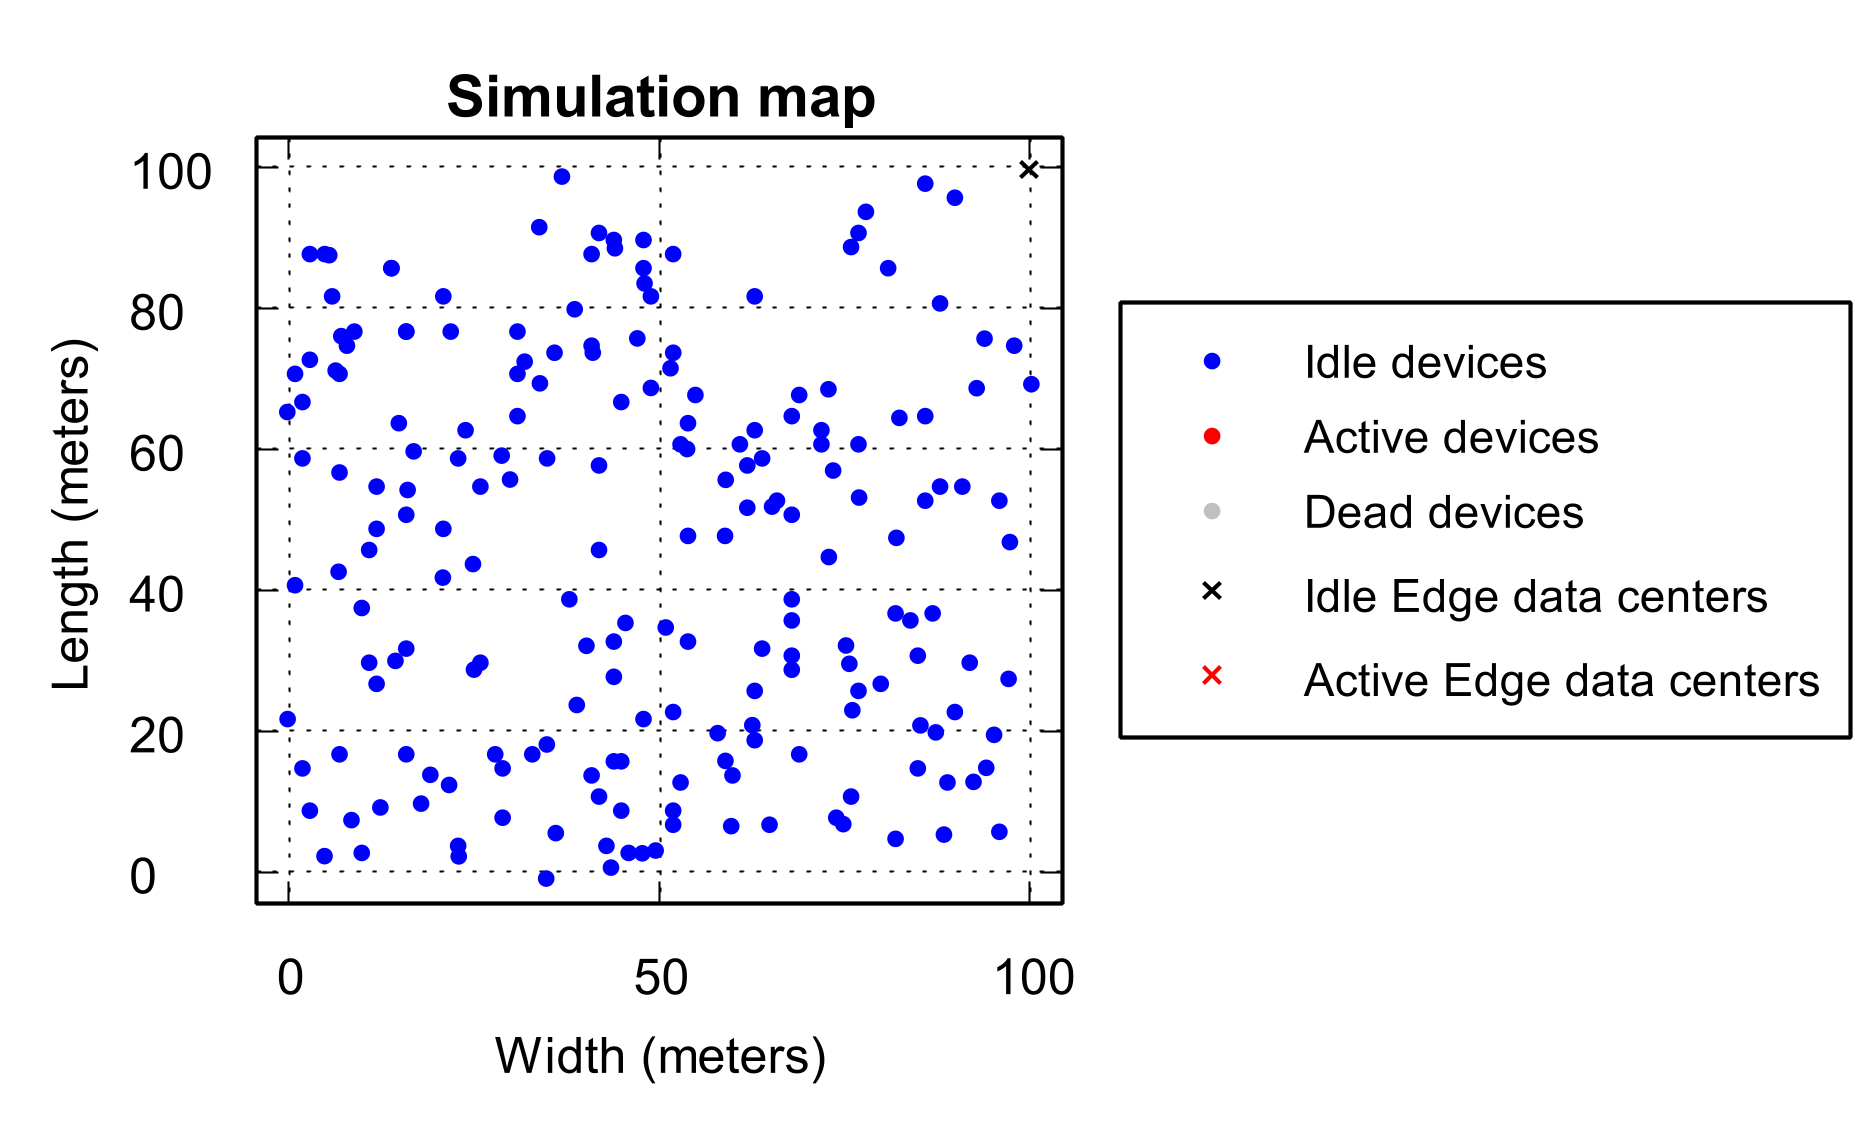 Simulation map
100
80
60
40
20
0
Length (meters)
0 50 100
Width (meters)
Idle devices
Active devices
Dead devices
Idle Edge data centers
Active Edge data centers